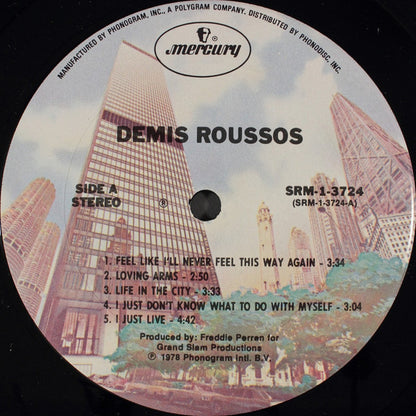 MANUFACTURED BY PHONOGRAM, INC., A POLYGRAM COMPANY. DISTRIBUTED BY PHONODISC, INC.
mercury
DEMIS ROUSSOS
SIDE A
STEREO
®
SRM-1-3724
(SRM-1-3724-A)
1. FEEL LIKE I'LL NEVER FEEL THIS WAY AGAIN - 3:34
2. LOVING ARMS - 2:50
3. LIFE IN THE CITY - 3:33
4. I JUST DON'T KNOW WHAT TO DO WITH MYSELF - 3:04
5. I JUST LIVE - 4:42
Produced by: Freddie Perren for
Grand Slam Productions
℗ 1978 Phonogram Intl. B.V.